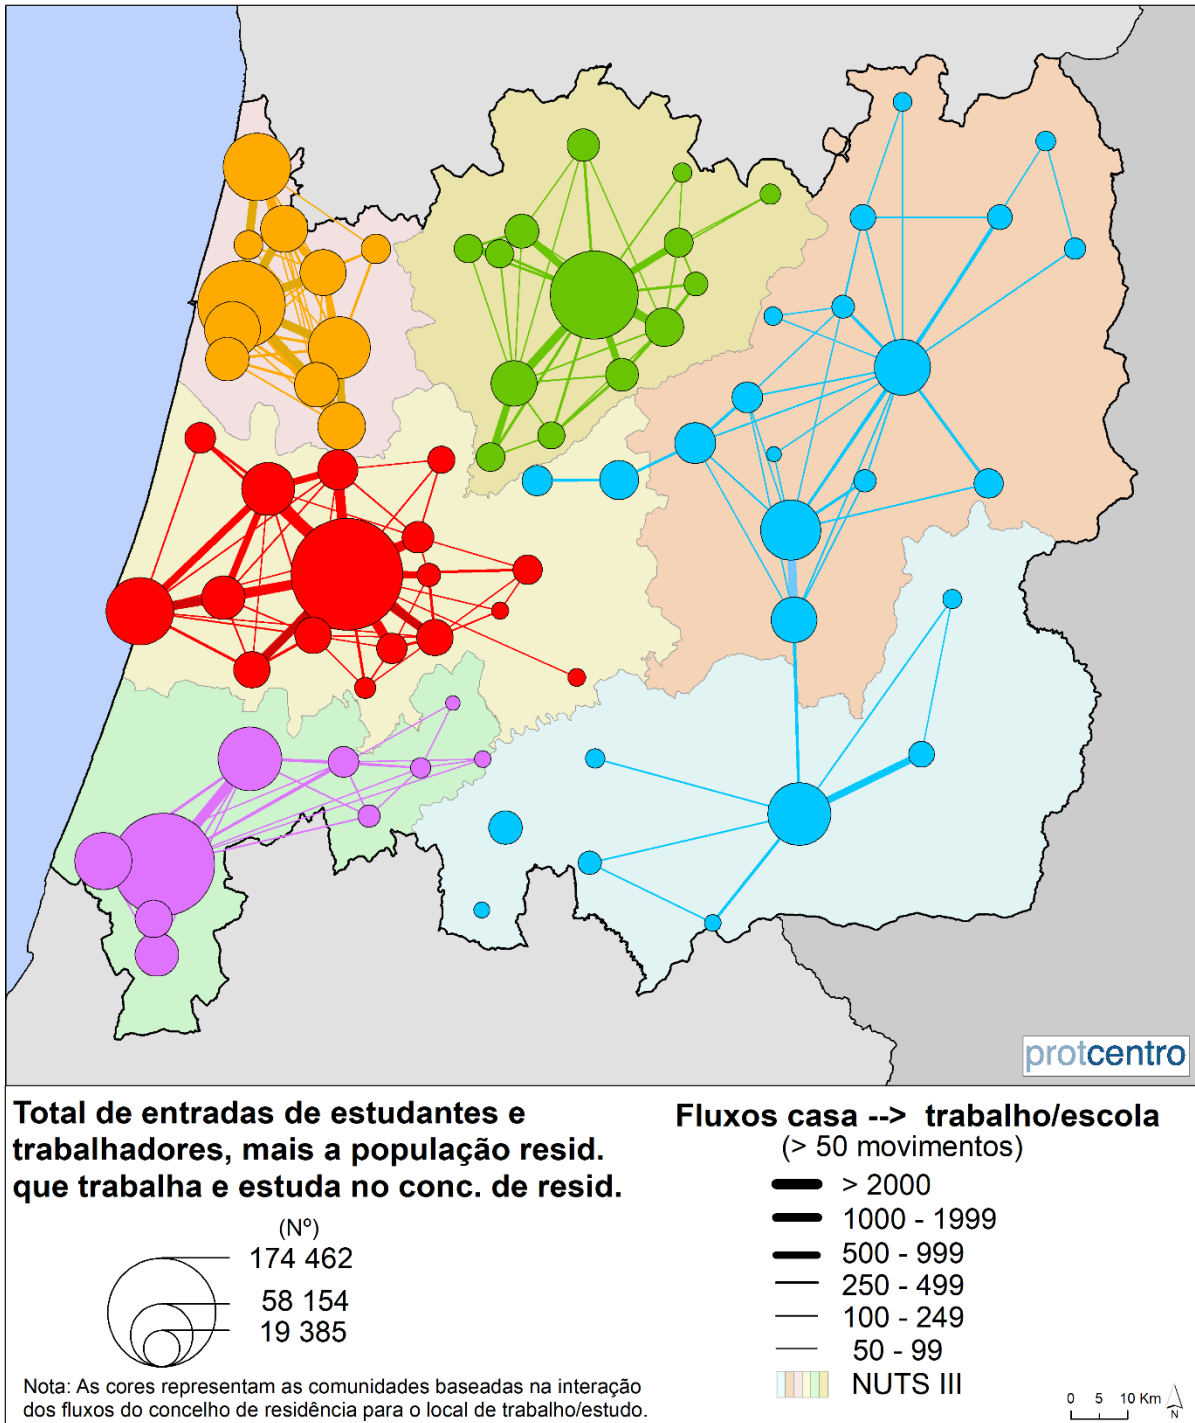 protcentro
Total de entradas de estudantes e
trabalhadores, mais a população resid.
que trabalha e estuda no conc. de resid.
(Nº)
174 462
58 154
19 385
Nota: As cores representam as comunidades baseadas na interação
dos fluxos do concelho de residência para o local de trabalho/estudo.
Fluxos casa --> trabalho/escola
(> 50 movimentos)
> 2000
1000 - 1999
500 - 999
250 - 499
100 - 249
50 - 99
NUTS III
0 5 10 Km
N